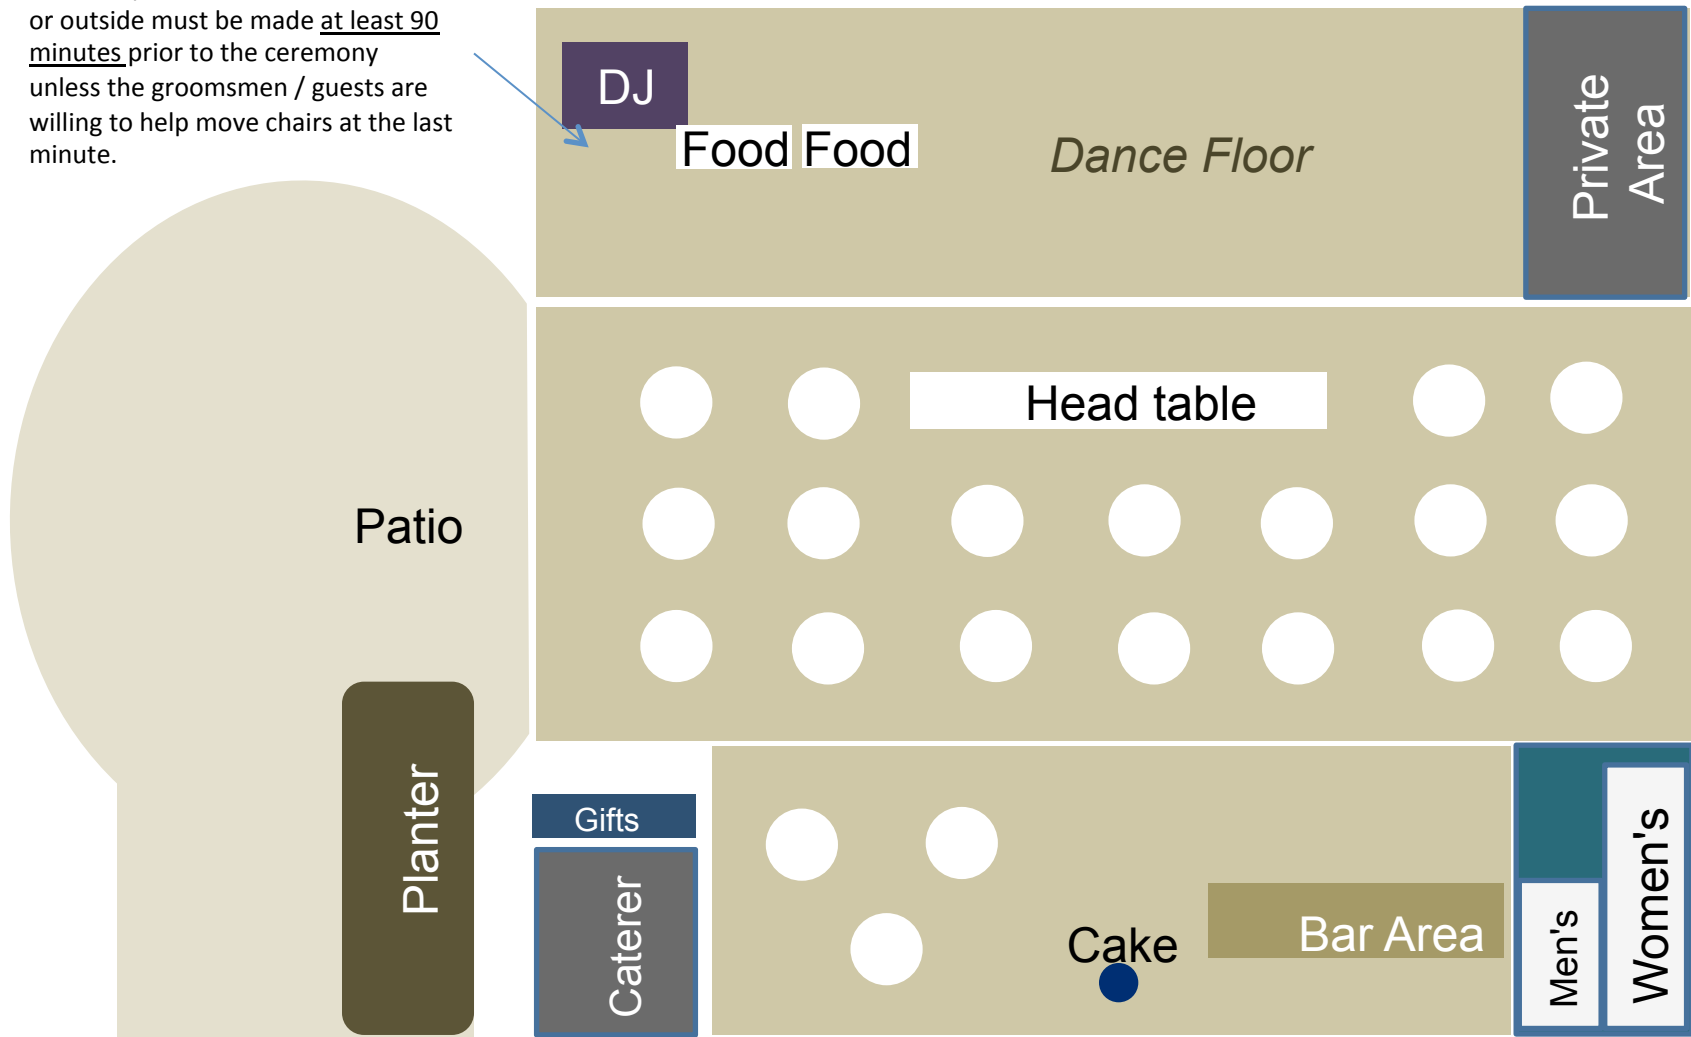 or outside must be made at least 90
minutes prior to the ceremony
unless the groomsmen / guests are
willing to help move chairs at the last
minute.
DJ
Food Food
Dance Floor
Private
Area
Head table
Patio
Planter
Gifts
Caterer
Cake
Bar Area
Men's
Women's